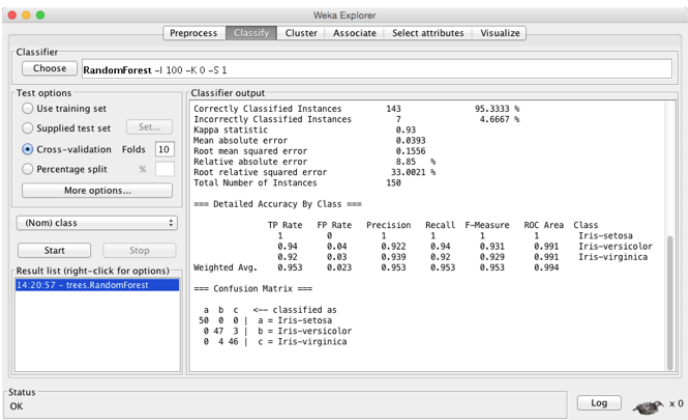 Weka Explorer
Preprocess Classify Cluster Associate Select attributes Visualize
Classifier
Choose RandomForest -I 100 -K 0 -S 1
Test options
Use training set
Supplied test set Set...
Cross-validation Folds 10
Percentage split %
More options...
(Nom) class
Start Stop
Result list (right-click for options)
14:20:57 - trees.RandomForest
Classifier output
Correctly Classified Instances 143 95.3333 %
Incorrectly Classified Instances 7 4.6667 %
Kappa statistic 0.93
Mean absolute error 0.0393
Root mean squared error 0.1556
Relative absolute error 8.85 %
Root relative squared error 33.0021 %
Total Number of Instances 150
=== Detailed Accuracy By Class ===
TP Rate FP Rate Precision Recall F-Measure ROC Area Class
1 0 1 1 1 1 Iris-setosa
0.94 0.04 0.922 0.94 0.931 0.991 Iris-versicolor
0.92 0.03 0.939 0.92 0.929 0.991 Iris-virginica
Weighted Avg. 0.953 0.023 0.953 0.953 0.953 0.994
=== Confusion Matrix ===
a b c <-- classified as
50 0 0 | a = Iris-setosa
0 47 3 | b = Iris-versicolor
0 4 46 | c = Iris-virginica
Status
OK
Log x 0